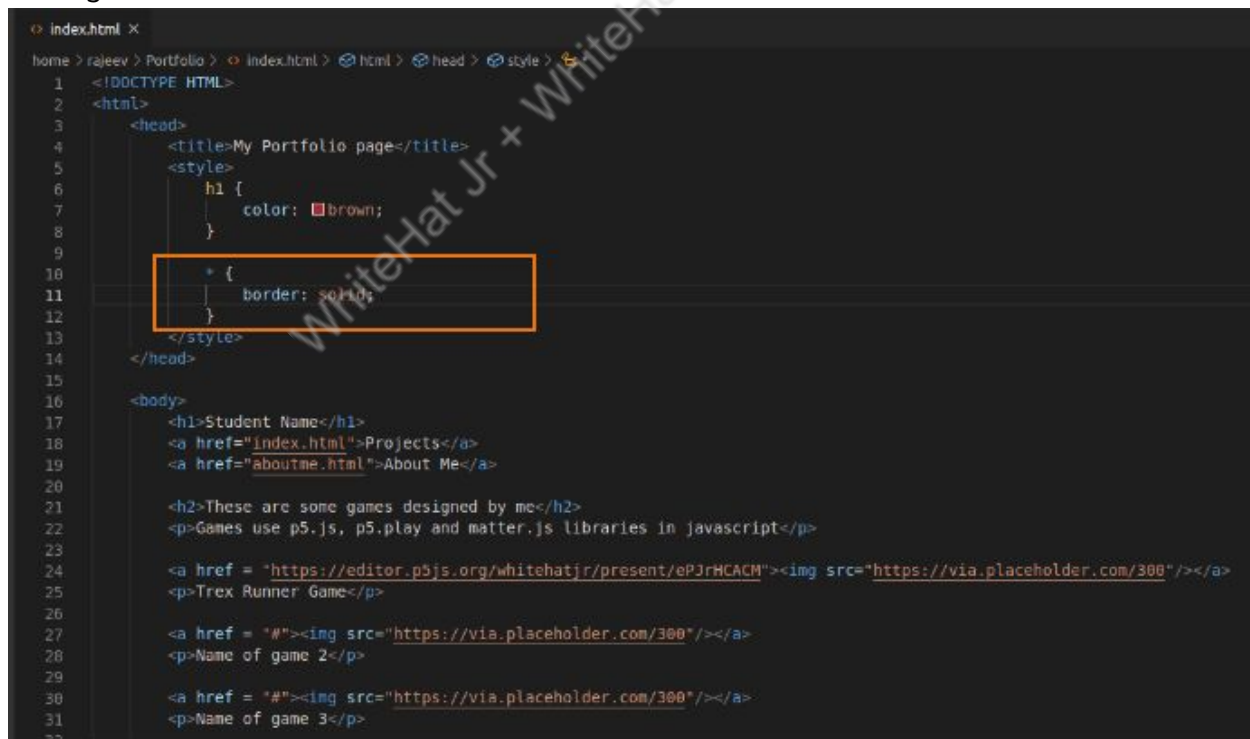 index.html ×
home > rajeev > Portfolio > index.html > html > head > style >
1 <!DOCTYPE HTML>
2 <html>
3 <head>
4 <title>My Portfolio page</title>
5 <style>
6 h1 {
7 color: brown;
8 }
9
10 * {
11 border: solid;
12 }
13 </style>
14 </head>
15
16 <body>
17 <h1>Student Name</h1>
18 <a href="index.html">Projects</a>
19 <a href="aboutme.html">About Me</a>
20
21 <h2>These are some games designed by me</h2>
22 <p>Games use p5.js, p5.play and matter.js libraries in javascript</p>
23
24 <a href = "https://editor.p5js.org/whitehatjr/present/ePJrHCACM"><img src="https://via.placeholder.com/300"/></a>
25 <p>Trex Runner Game</p>
26
27 <a href = "#"><img src="https://via.placeholder.com/300"/></a>
28 <p>Name of game 2</p>
29
30 <a href = "#"><img src="https://via.placeholder.com/300"/></a>
31 <p>Name of game 3</p>
WhiteHat Jr +